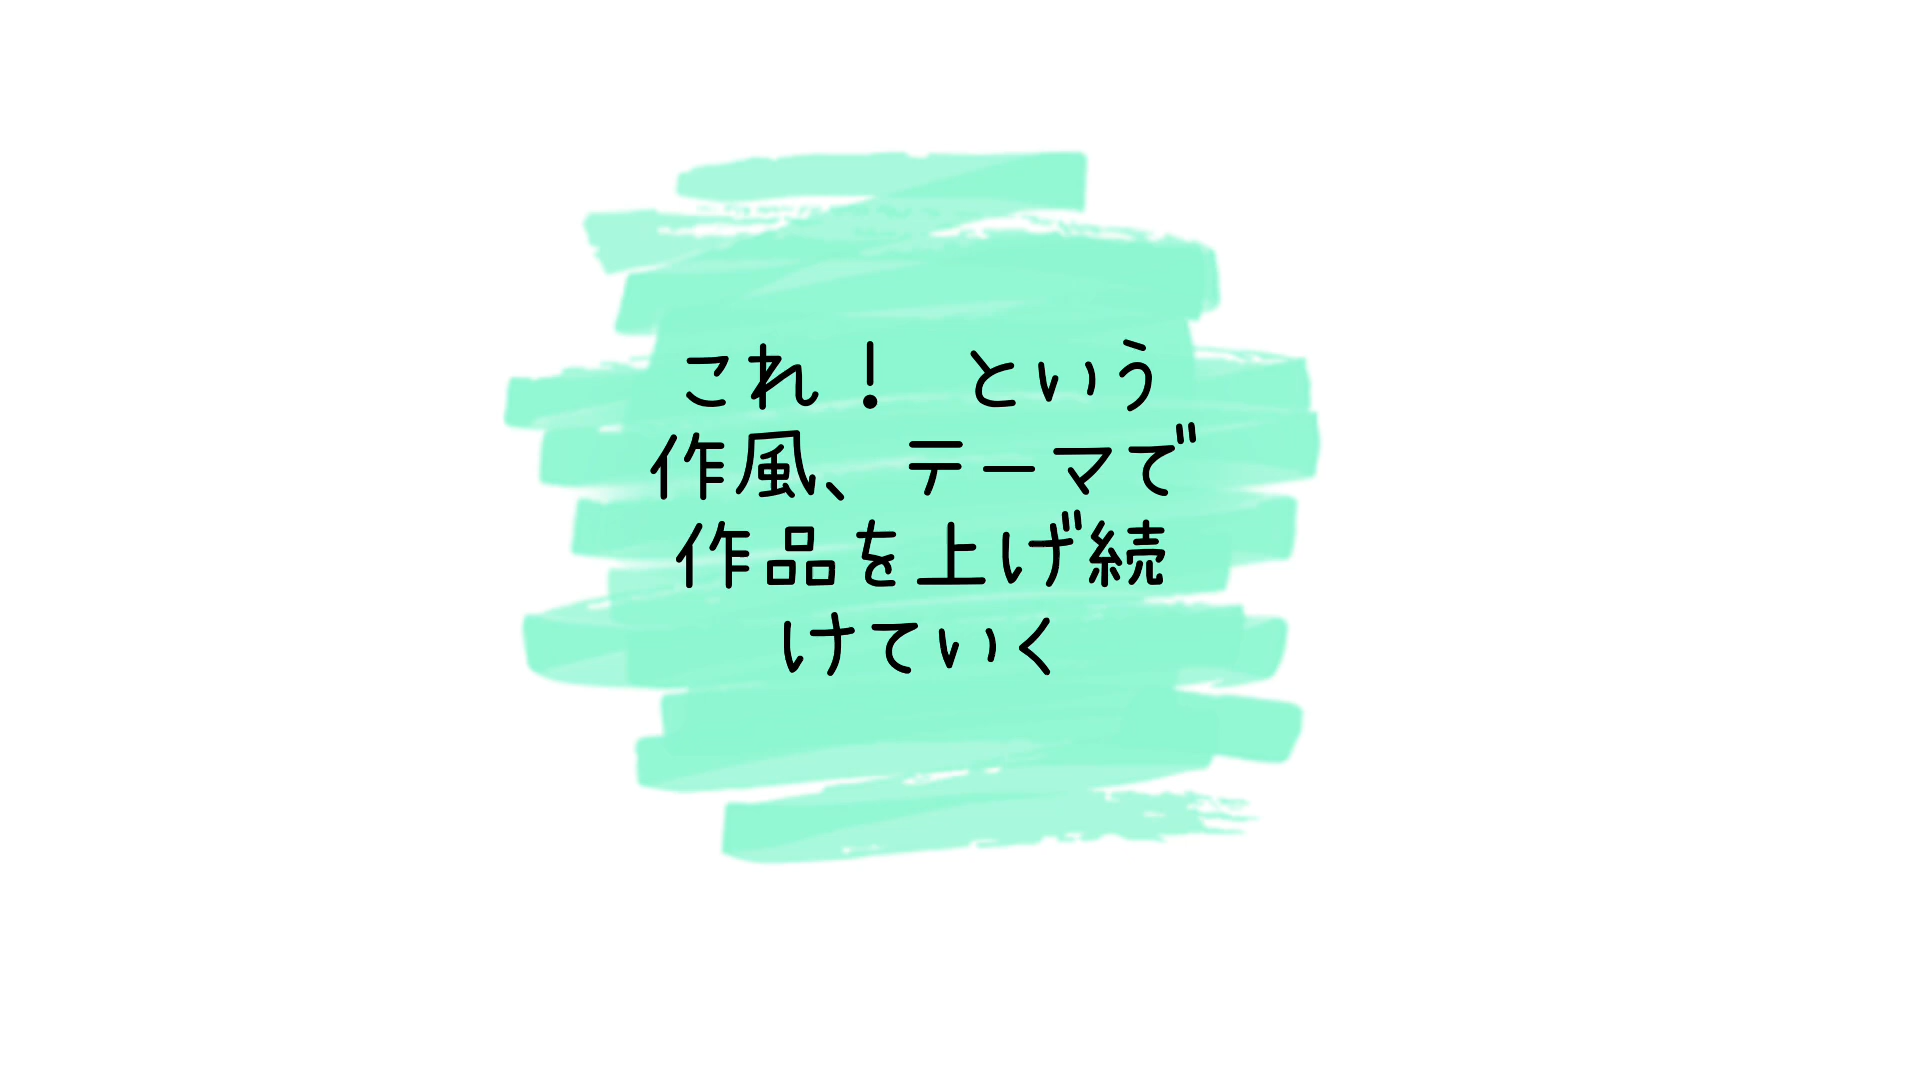 これ！　という
作風、テーマで
作品を上げ続
けていく